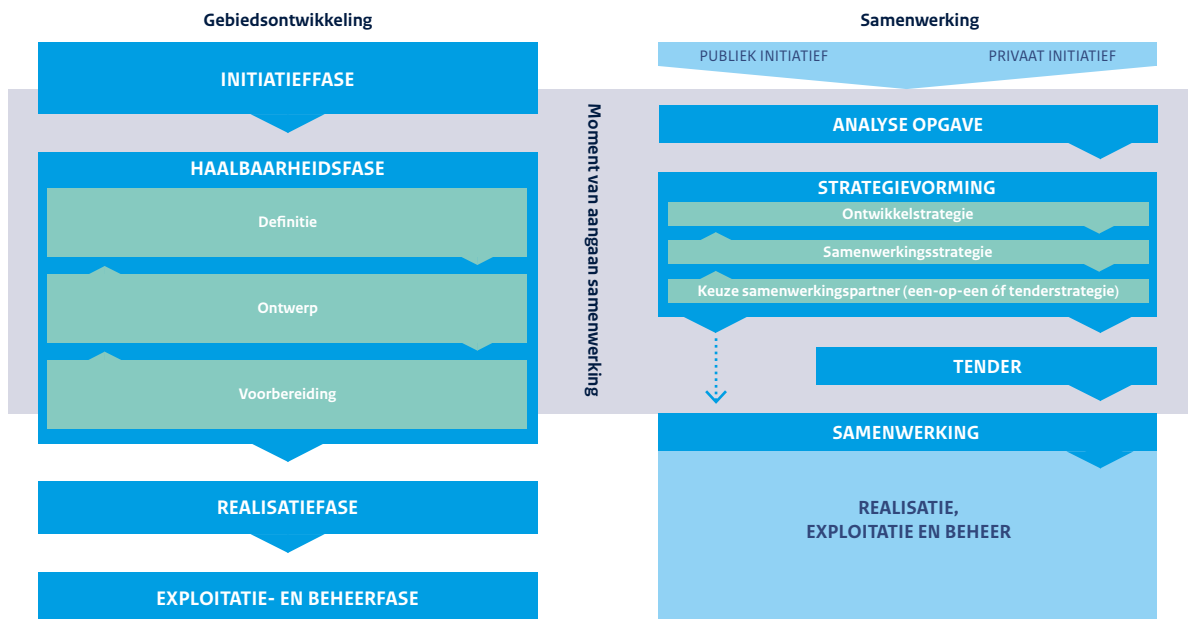 Gebiedsontwikkeling
INITIATIEFFASE
HAALBAARHEIDSFASE
Definitie
Ontwerp
Voorbereiding
REALISATIEFASE
EXPLOITATIE- EN BEHEERFASE
Moment van aangaan samenwerking
Samenwerking
PUBLIEK INITIATIEF
PRIVAAT INITIATIEF
ANALYSE OPGAVE
STRATEGIEVORMING
Ontwikkelstrategie
Samenwerkingsstrategie
Keuze samenwerkingspartner (een-op-een óf tenderstrategie)
TENDER
SAMENWERKING
REALISATIE,
EXPLOITATIE EN BEHEER